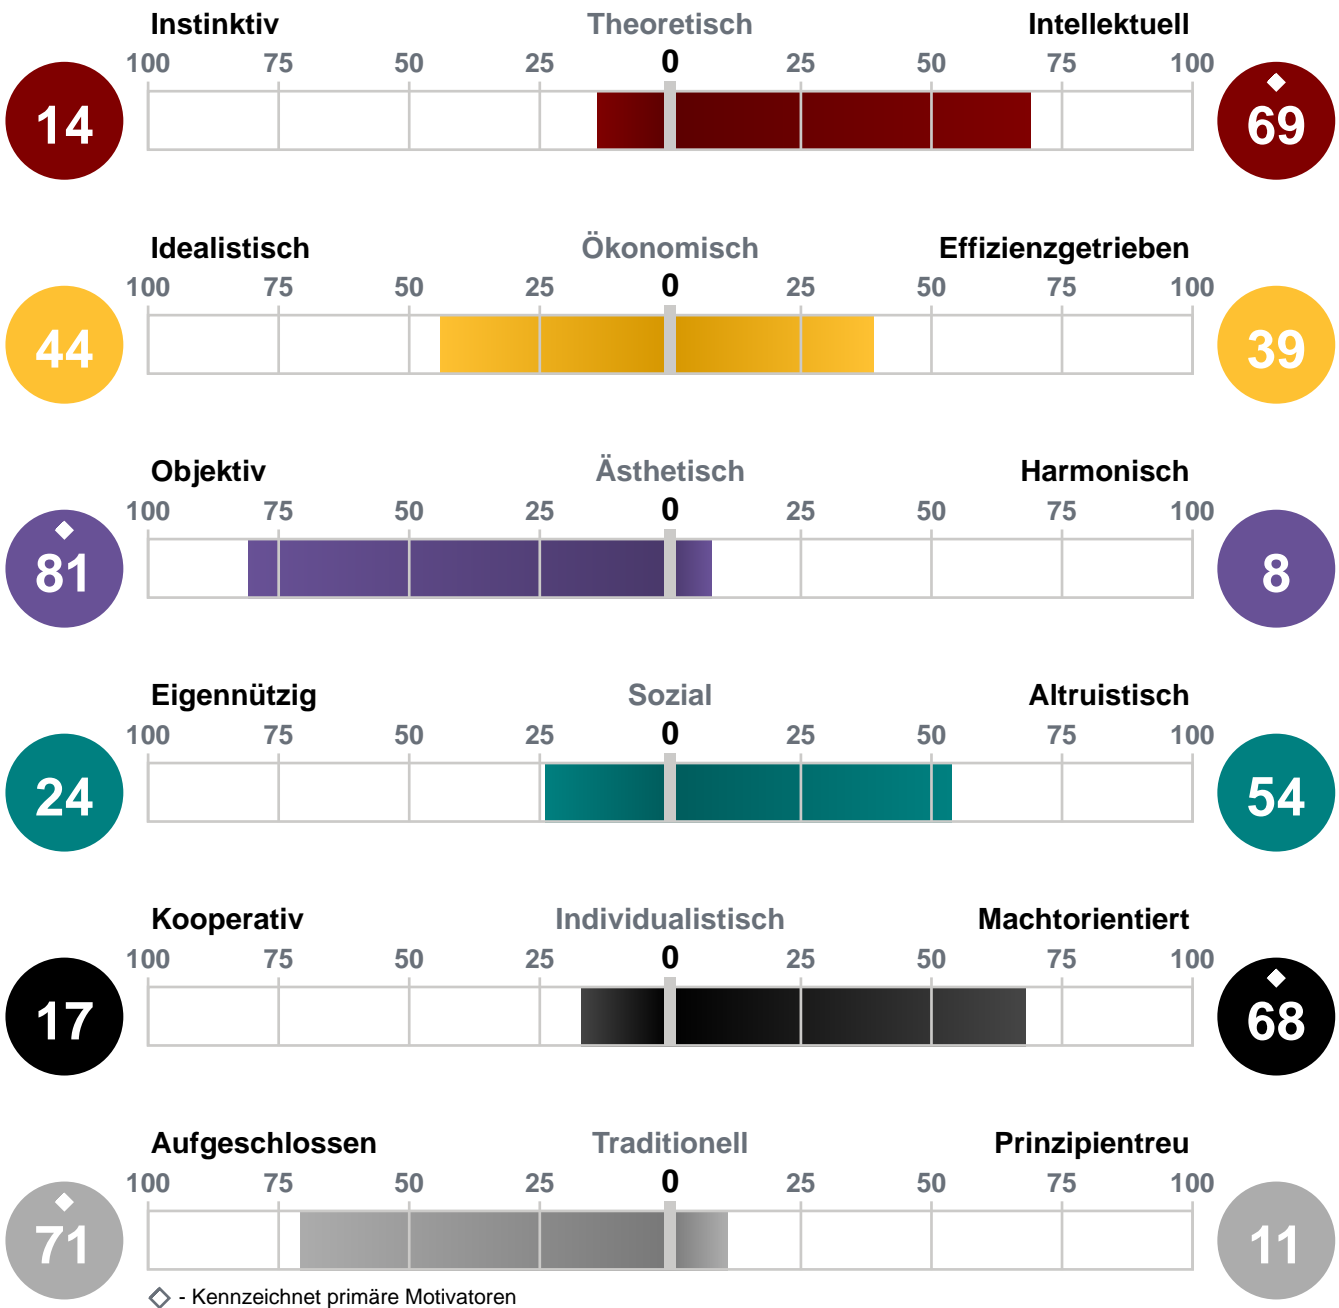 Instinktiv Theoretisch Intellektuell
100 75 50 25 0 25 50 75 100
14 69
Idealistisch Ökonomisch Effizienzgetrieben
100 75 50 25 0 25 50 75 100
44 39
Objektiv Ästhetisch Harmonisch
100 75 50 25 0 25 50 75 100
81 8
Eigennützig Sozial Altruistisch
100 75 50 25 0 25 50 75 100
24 54
Kooperativ Individualistisch Machtorientiert
100 75 50 25 0 25 50 75 100
17 68
Aufgeschlossen Traditionell Prinzipientreu
100 75 50 25 0 25 50 75 100
71 11
- Kennzeichnet primäre Motivatoren